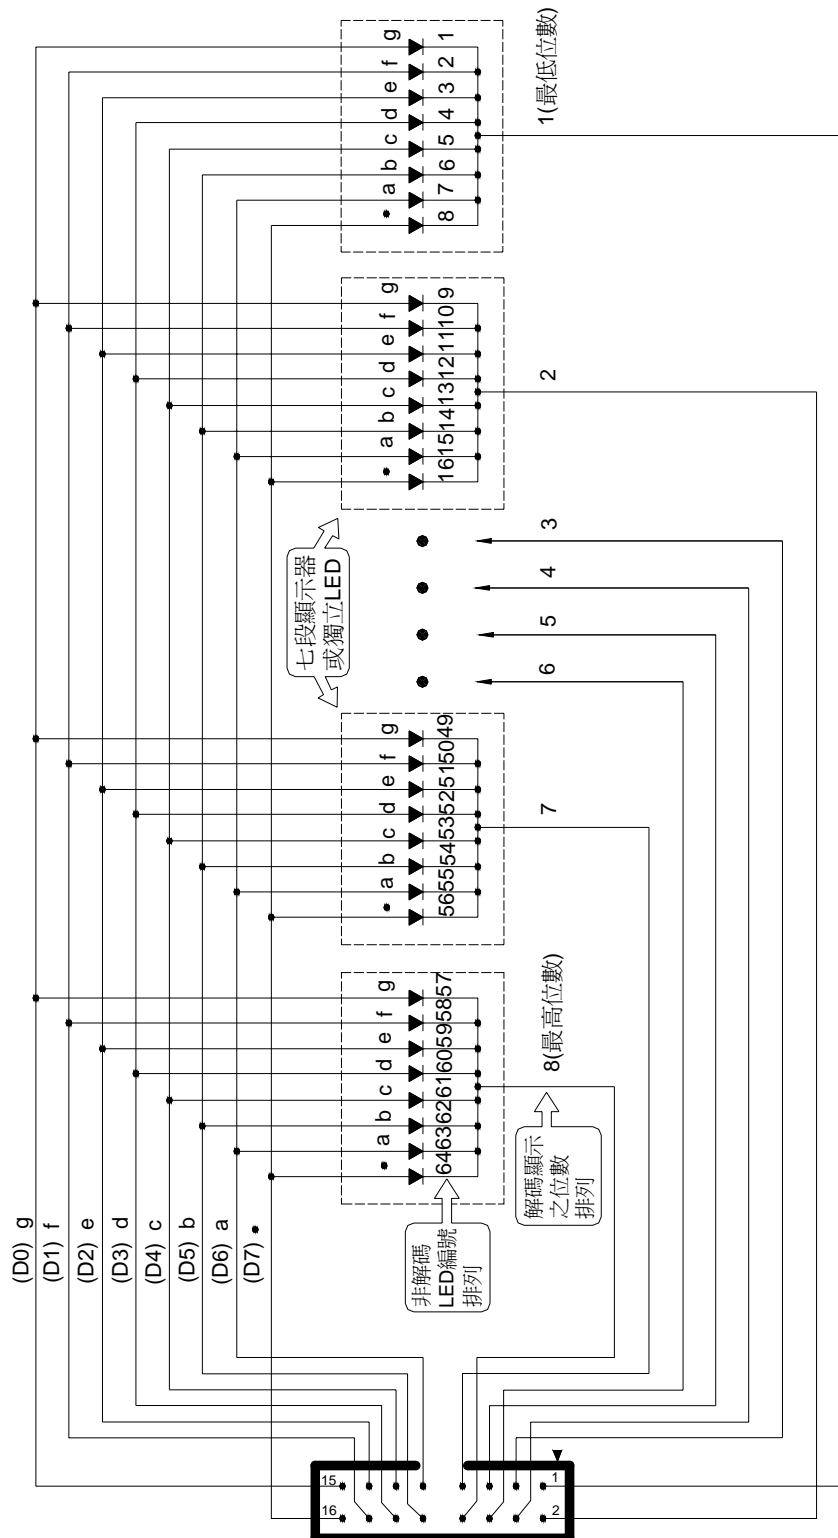 (D0) g
(D1) f
(D2) e
(D3) d
(D4) c
(D5) b
(D6) a
(D7) •
• a b c d e f g
64 63 62 61 60 59 58 57
8(最高位數)
• a b c d e f g
56 55 54 53 52 51 50 49
7
七段顯示器
或獨立LED
6
5
4
3
• a b c d e f g
16 15 14 13 12 11 10 9
2
• a b c d e f g
8 7 6 5 4 3 2 1
1(最低位數)
非解碼
LED編號
排列
解碼顯示
之位數
排列
15
16
1
2